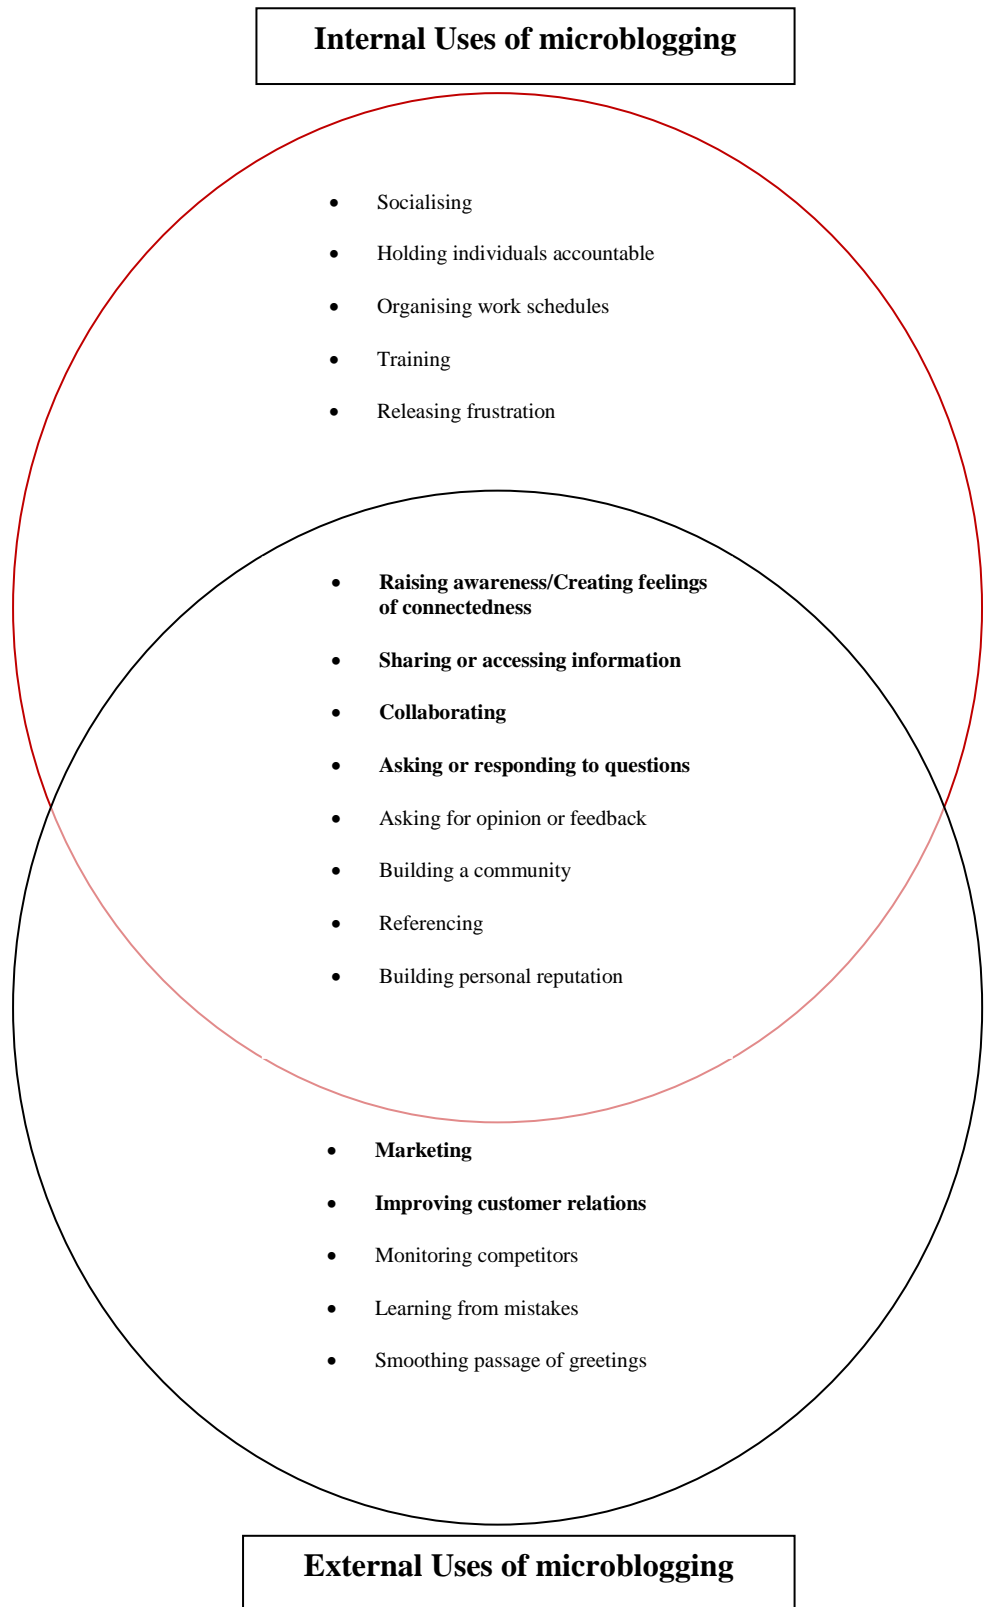 Internal Uses of microblogging
• Socialising
• Holding individuals accountable
• Organising work schedules
• Training
• Releasing frustration
• Raising awareness/Creating feelings
of connectedness
• Sharing or accessing information
• Collaborating
• Asking or responding to questions
• Asking for opinion or feedback
• Building a community
• Referencing
• Building personal reputation
• Marketing
• Improving customer relations
• Monitoring competitors
• Learning from mistakes
• Smoothing passage of greetings
External Uses of microblogging